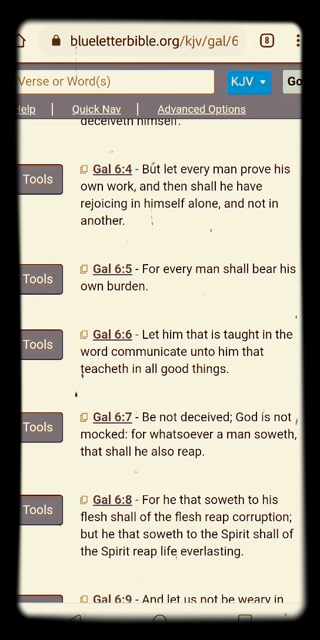 blueletterbible.org/kjv/gal/6
8
Verse or Word(s)
KJV
Go
Help | Quick Nav | Advanced Options
deceiveth himself.
Tools
Gal 6:4 - But let every man prove his
own work, and then shall he have
rejoicing in himself alone, and not in
another.
Tools
Gal 6:5 - For every man shall bear his
own burden.
Tools
Gal 6:6 - Let him that is taught in the
word communicate unto him that
teacheth in all good things.
Tools
Gal 6:7 - Be not deceived; God is not
mocked: for whatsoever a man soweth,
that shall he also reap.
Tools
Gal 6:8 - For he that soweth to his
flesh shall of the flesh reap corruption;
but he that soweth to the Spirit shall of
the Spirit reap life everlasting.
Gal 6:9 - And let us not be weary in